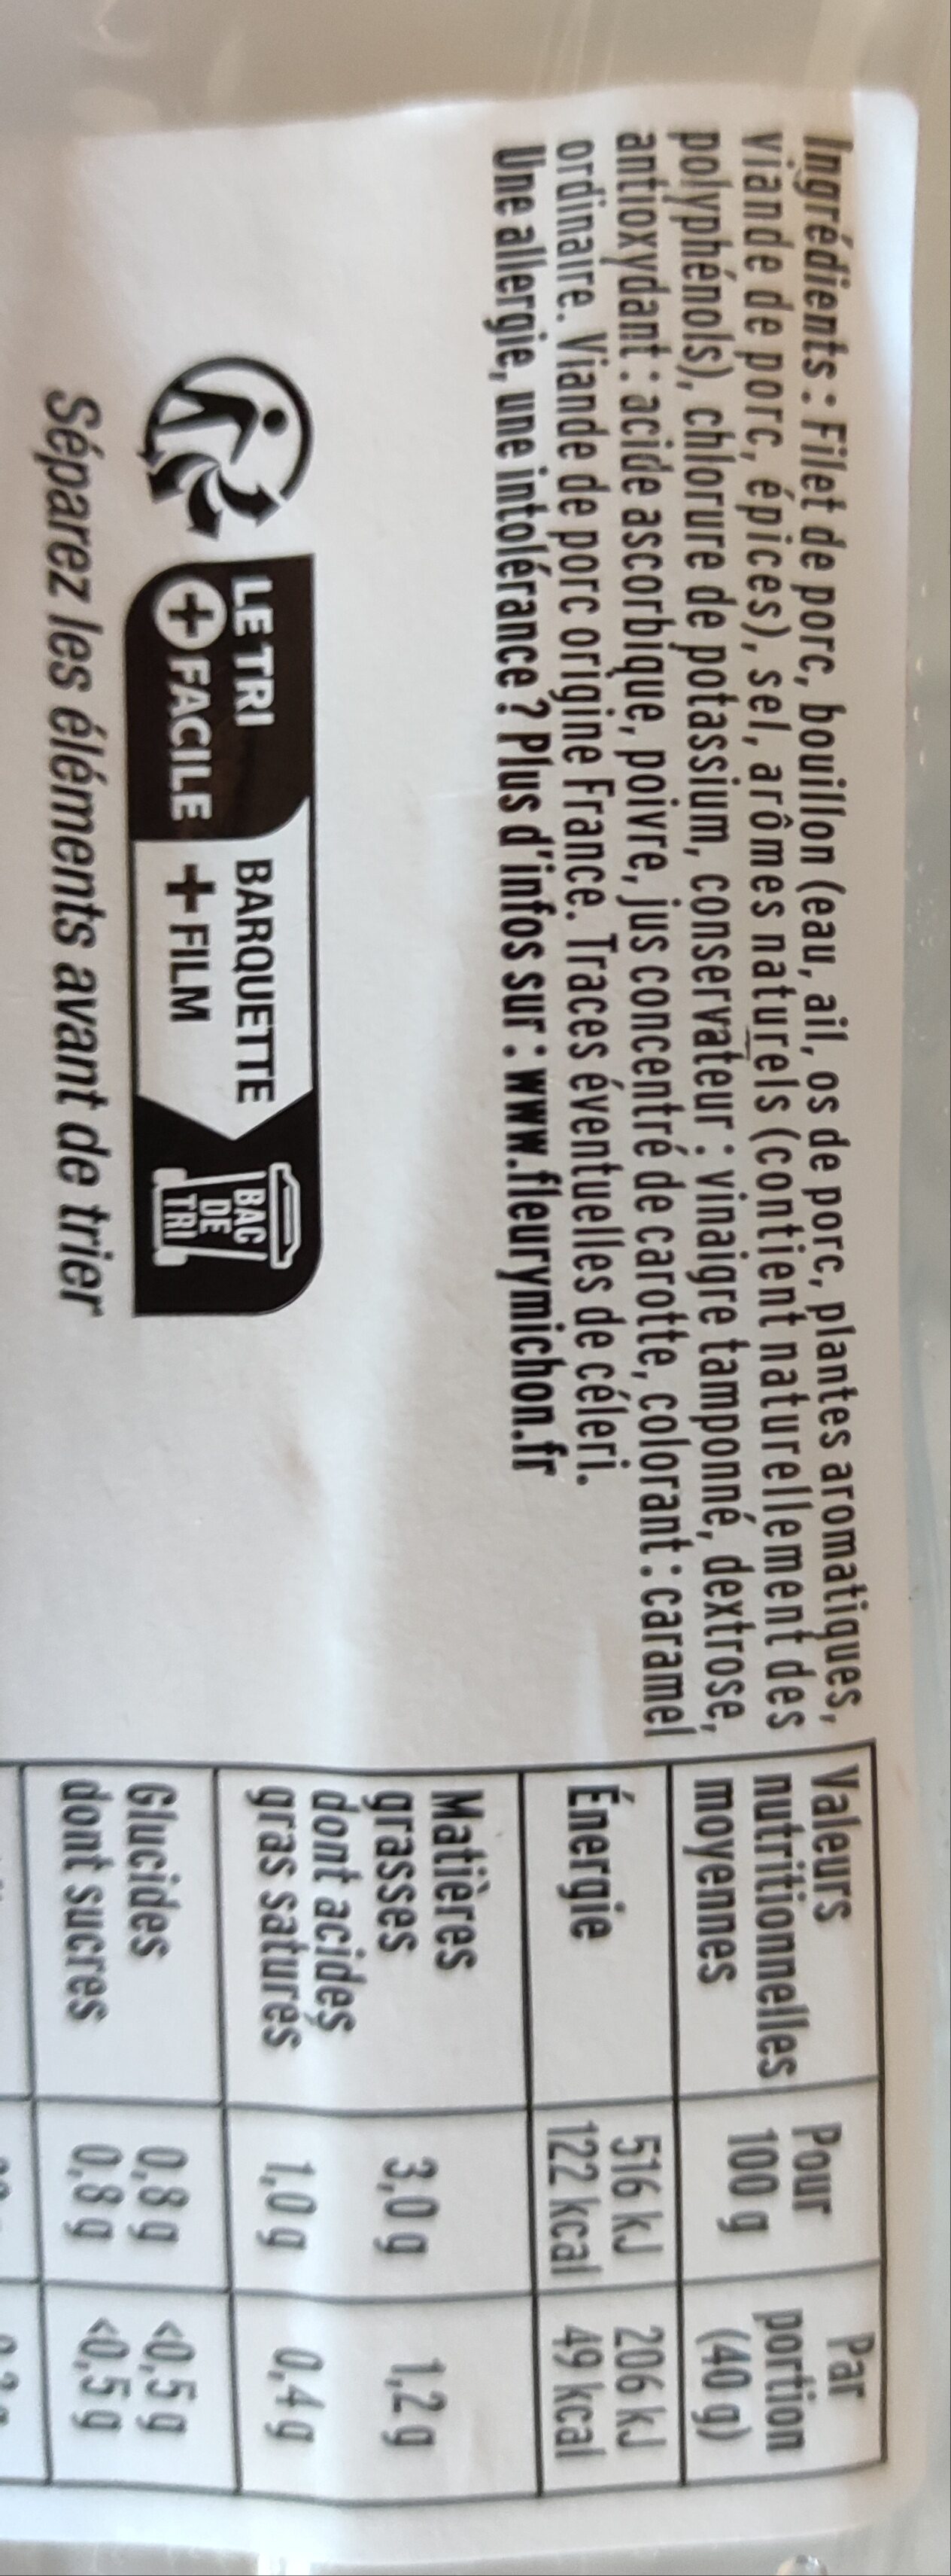 Ingrédients : Filet de porc, bouillon (eau, ail, os de porc, plantes aromatiques,
viande de porc, épices), sel, arômes naturels (contient naturellement des
polyphénols), chlorure de potassium, conservateur : vinaigre tamponné, dextrose,
antioxydant : acide ascorbique, poivre, jus concentré de carotte, colorant : caramel
ordinaire. Viande de porc origine France. Traces éventuelles de céleri.
Une allergie, une intolérance ? Plus d'infos sur : www.fleurymichon.fr
LE TRI
+ FACILE
BARQUETTE
+ FILM
BAC
DE
TRI
Séparez les éléments avant de trier
Valeurs nutritionnelles moyennes Pour 100 g Par portion (40 g)
Énergie 516 kJ 206 kJ
122 kcal 49 kcal
Matières
grasses 3,0 g 1,2 g
dont acides
gras saturés 1,0 g 0,4 g
Glucides 0,8 g <0,5 g
dont sucres 0,8 g <0,5 g